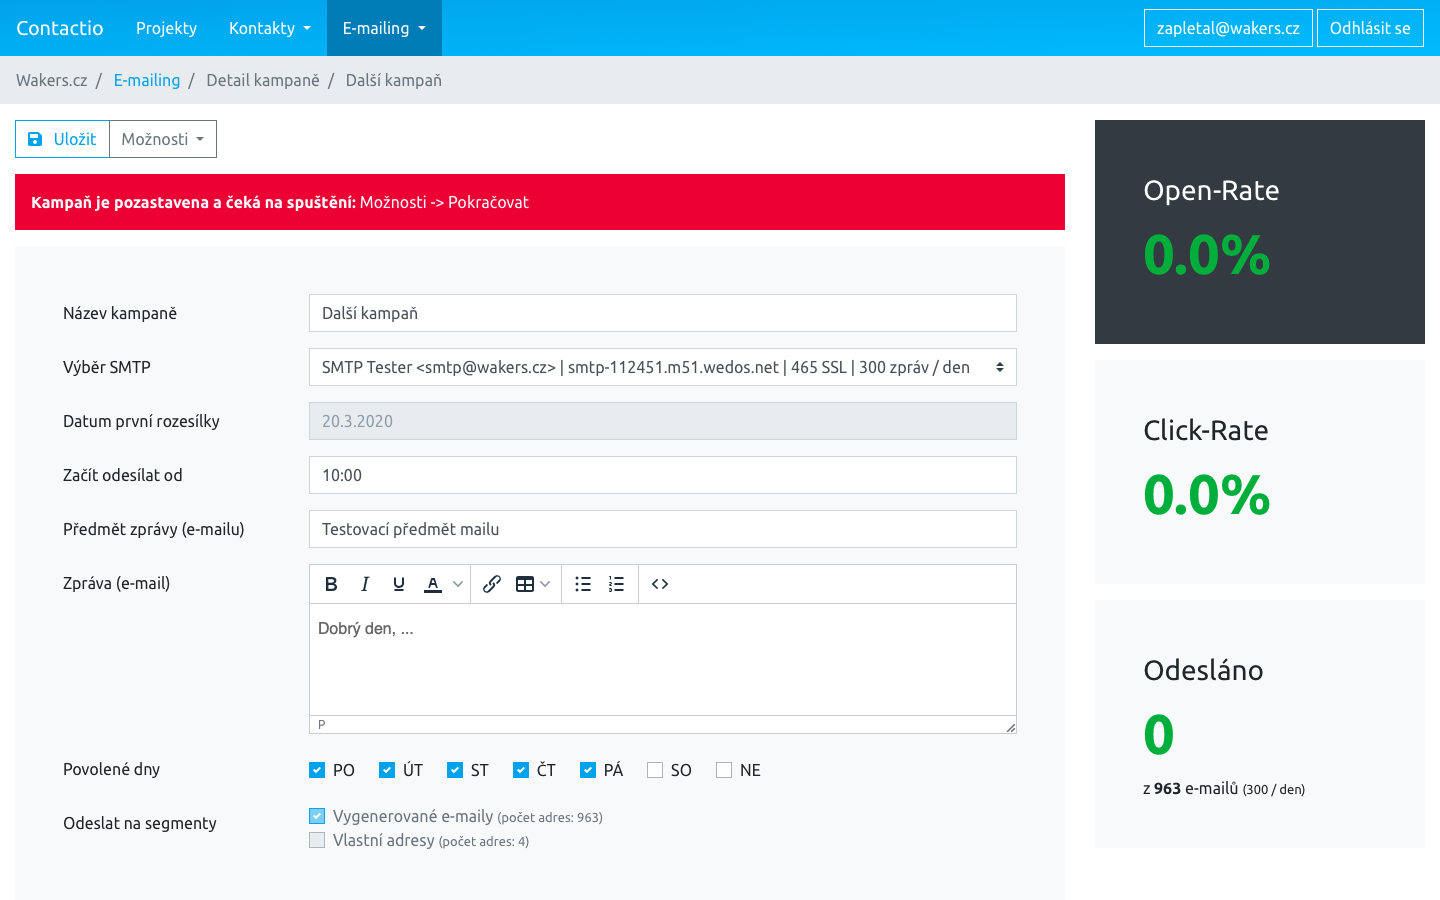 Contactio Projekty Kontakty E-mailing zapletal@wakers.cz Odhlásit se
Wakers.cz / E-mailing / Detail kampaně / Další kampaň
Uložit Možnosti
Kampaň je pozastavena a čeká na spuštění: Možnosti -> Pokračovat
Název kampaně Další kampaň
Výběr SMTP SMTP Tester <smtp@wakers.cz> | smtp-112451.m51.wedos.net | 465 SSL | 300 zpráv / den
Datum první rozesílky 20.3.2020
Začít odesílat od 10:00
Předmět zprávy (e-mailu) Testovací předmět mailu
Zpráva (e-mail) B I U A
Dobrý den, ...
P
Povolené dny PO ÚT ST ČT PÁ SO NE
Odeslat na segmenty Vygenerované e-maily (počet adres: 963)
Vlastní adresy (počet adres: 4)
Open-Rate
0.0%
Click-Rate
0.0%
Odesláno
0
z 963 e-mailů (300 / den)